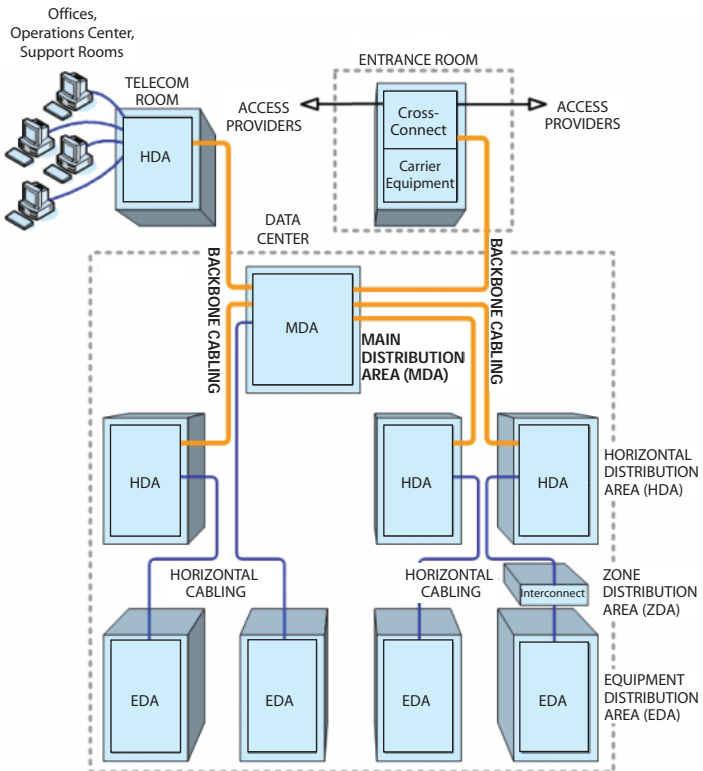 Offices,
Operations Center,
Support Rooms
TELECOM
ROOM
HDA
ENTRANCE ROOM
ACCESS
PROVIDERS
Cross-
Connect
Carrier
Equipment
ACCESS
PROVIDERS
DATA
CENTER
BACKBONE CABLING
MDA
MAIN
DISTRIBUTION
AREA (MDA)
BACKBONE CABLING
HDA
HDA
HDA
HORIZONTAL
DISTRIBUTION
AREA (HDA)
HORIZONTAL
CABLING
HORIZONTAL
CABLING
Interconnect
ZONE
DISTRIBUTION
AREA (ZDA)
EDA
EDA
EDA
EDA
EQUIPMENT
DISTRIBUTION
AREA (EDA)